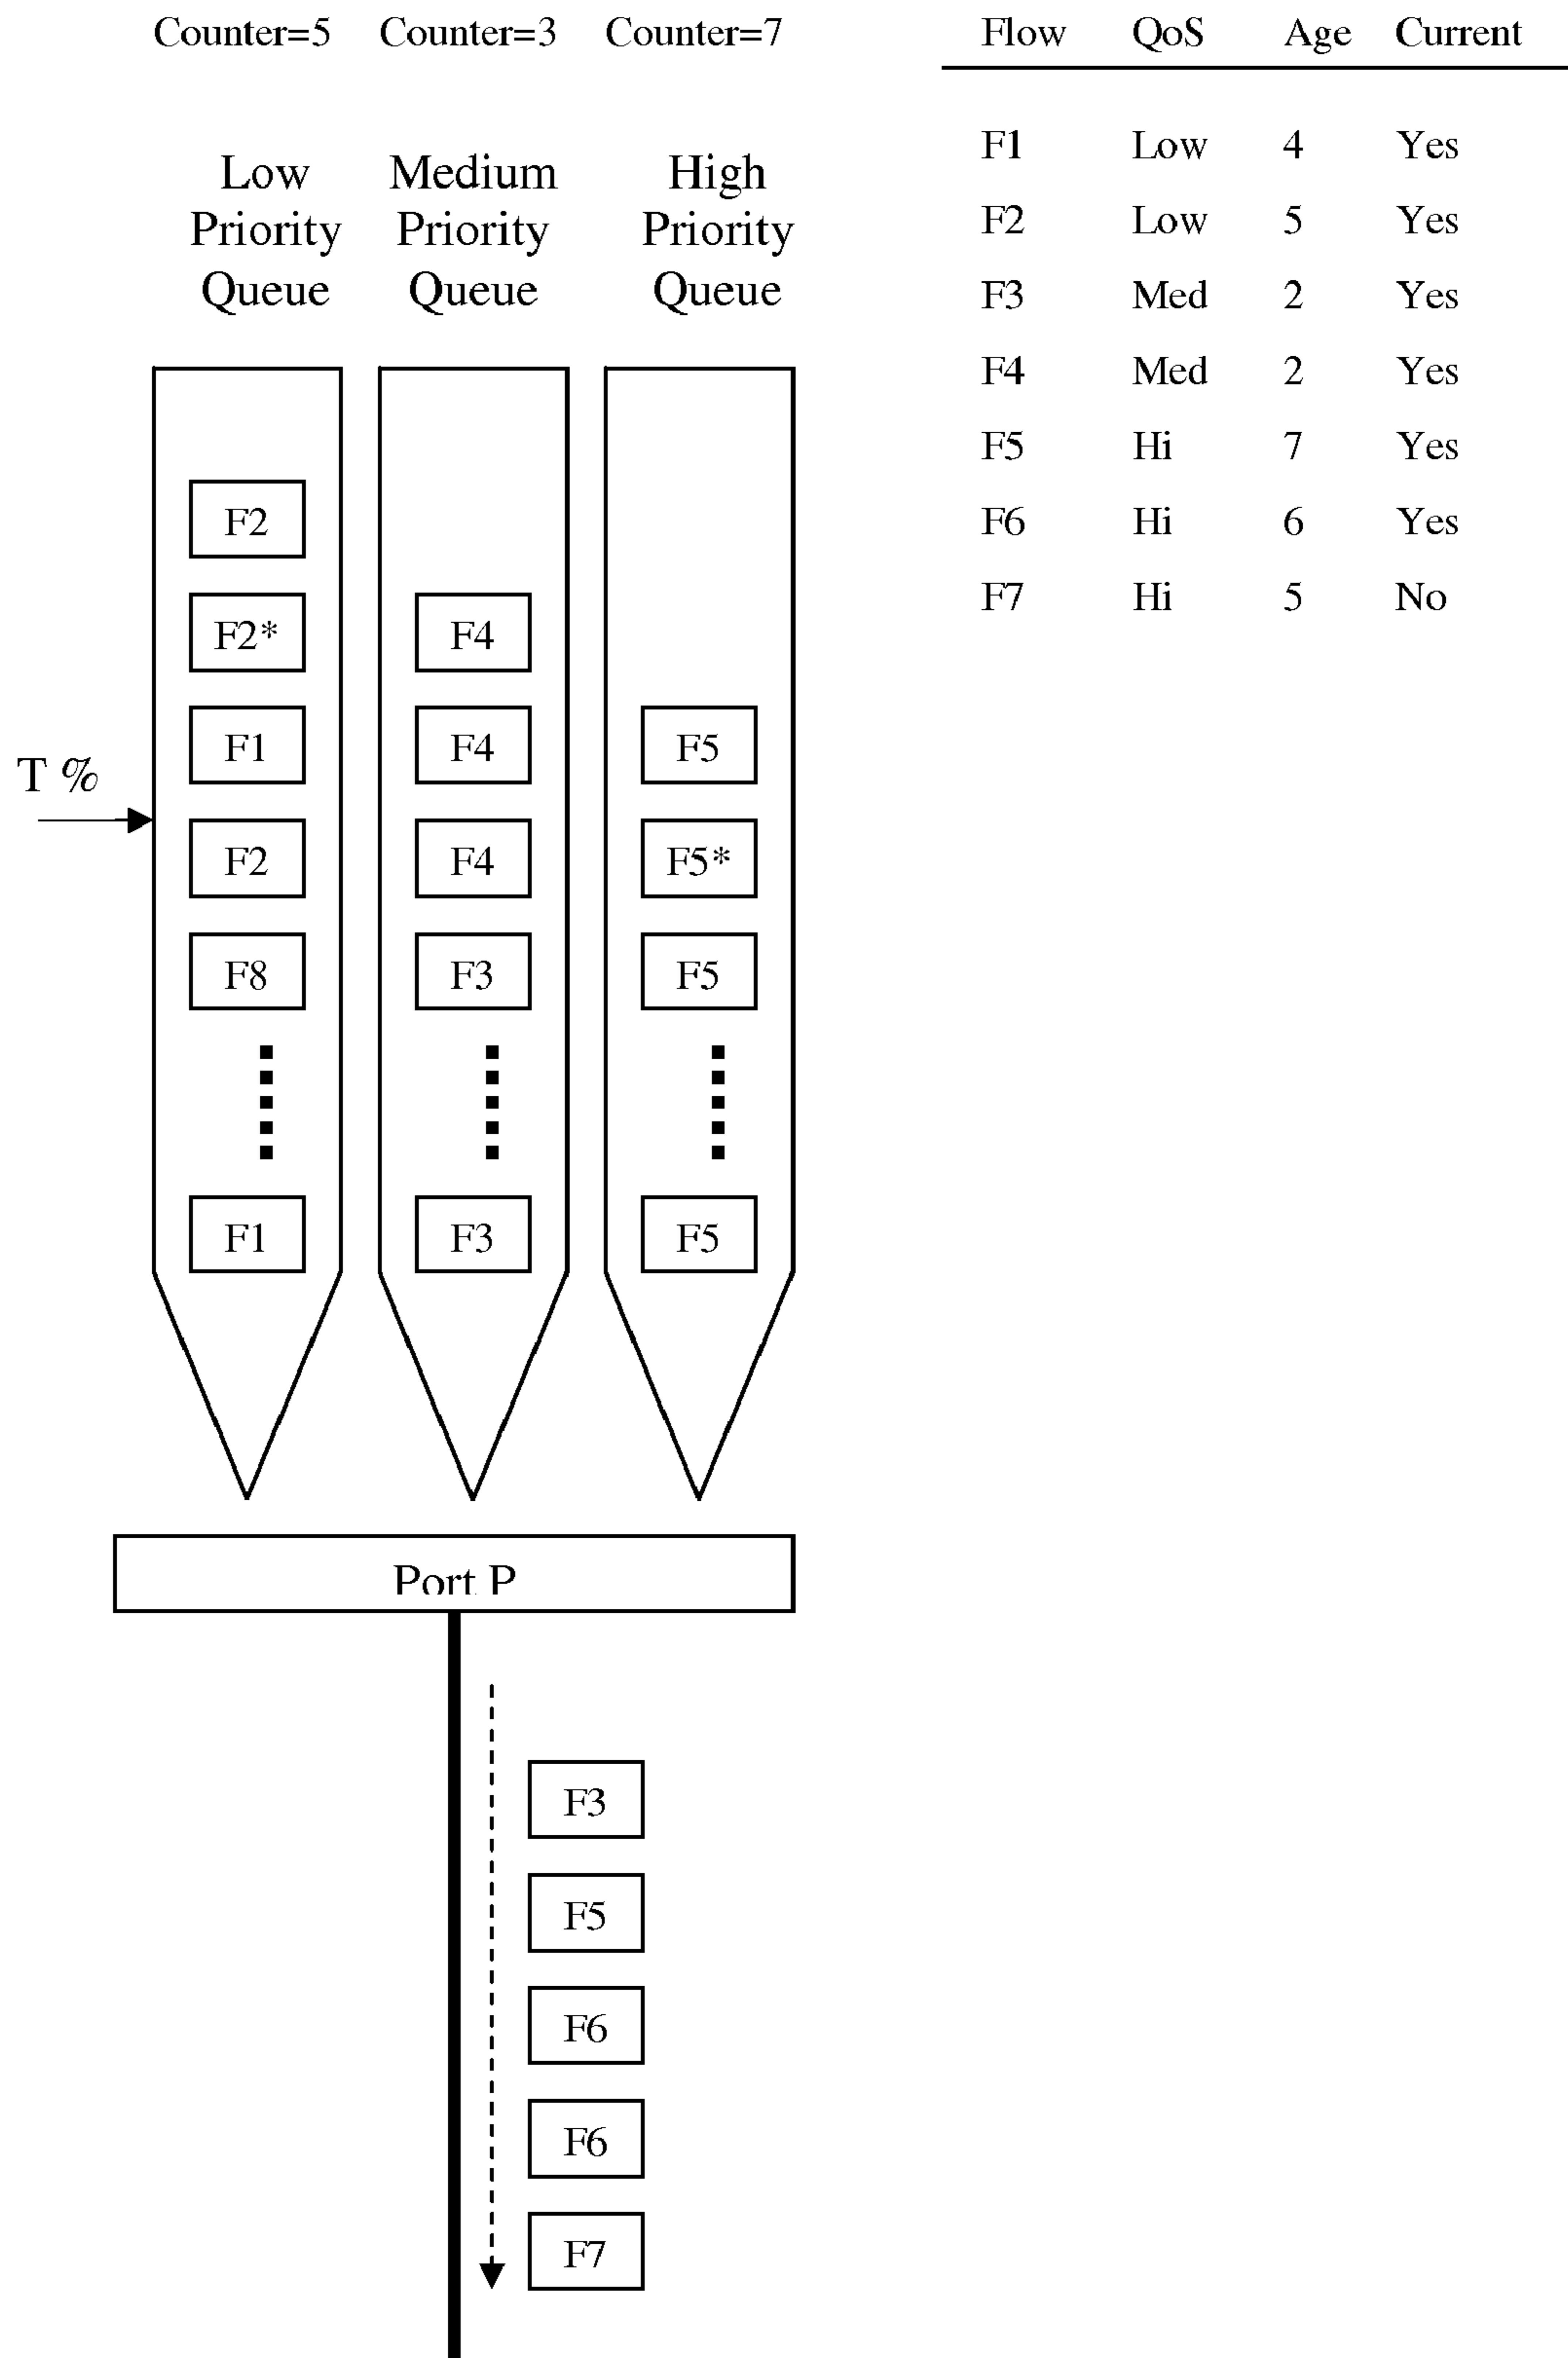 Counter=5 Counter=3 Counter=7
Low Priority Queue
Medium Priority Queue
High Priority Queue
Flow QoS Age Current
F1 Low 4 Yes
F2 Low 5 Yes
F3 Med 2 Yes
F4 Med 2 Yes
F5 Hi 7 Yes
F6 Hi 6 Yes
F7 Hi 5 No
T %
F2
F2*
F1
F2
F8
F1
F4
F4
F4
F3
F3
F5
F5*
F5
F5
Port P
F3
F5
F6
F6
F7